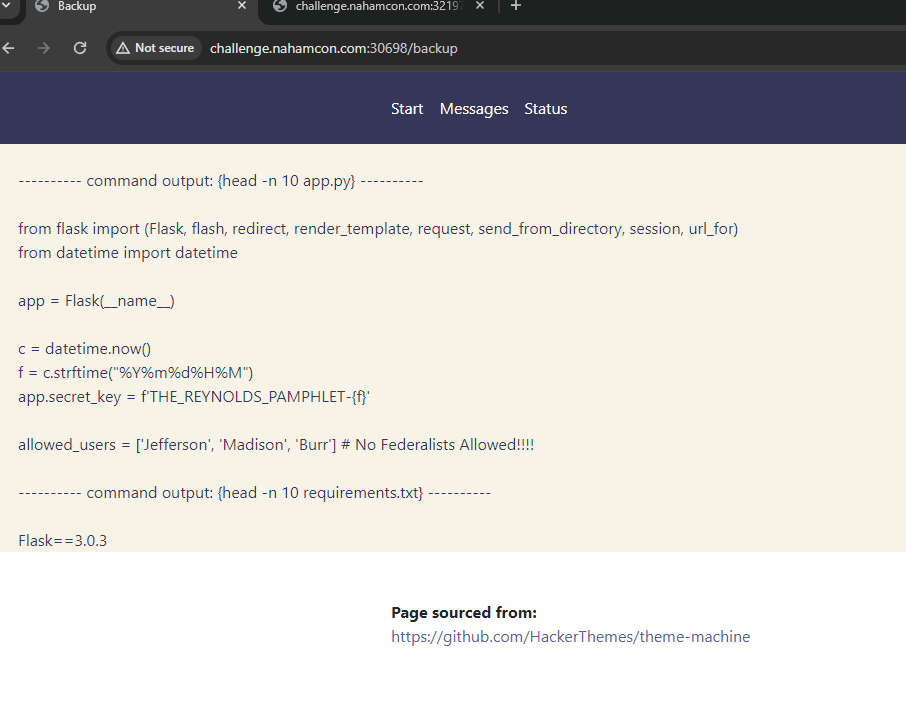 Backup
challenge.nahamcon.com:3219
Not secure
challenge.nahamcon.com:30698/backup
Start Messages Status
---------- command output: {head -n 10 app.py} ----------
from flask import (Flask, flash, redirect, render_template, request, send_from_directory, session, url_for)
from datetime import datetime
app = Flask(__name__)
c = datetime.now()
f = c.strftime("%Y%m%d%H%M")
app.secret_key = f'THE_REYNOLDS_PAMPHLET-{f}'
allowed_users = ['Jefferson', 'Madison', 'Burr'] # No Federalists Allowed!!!!
---------- command output: {head -n 10 requirements.txt} ----------
Flask==3.0.3
Page sourced from:
https://github.com/HackerThemes/theme-machine